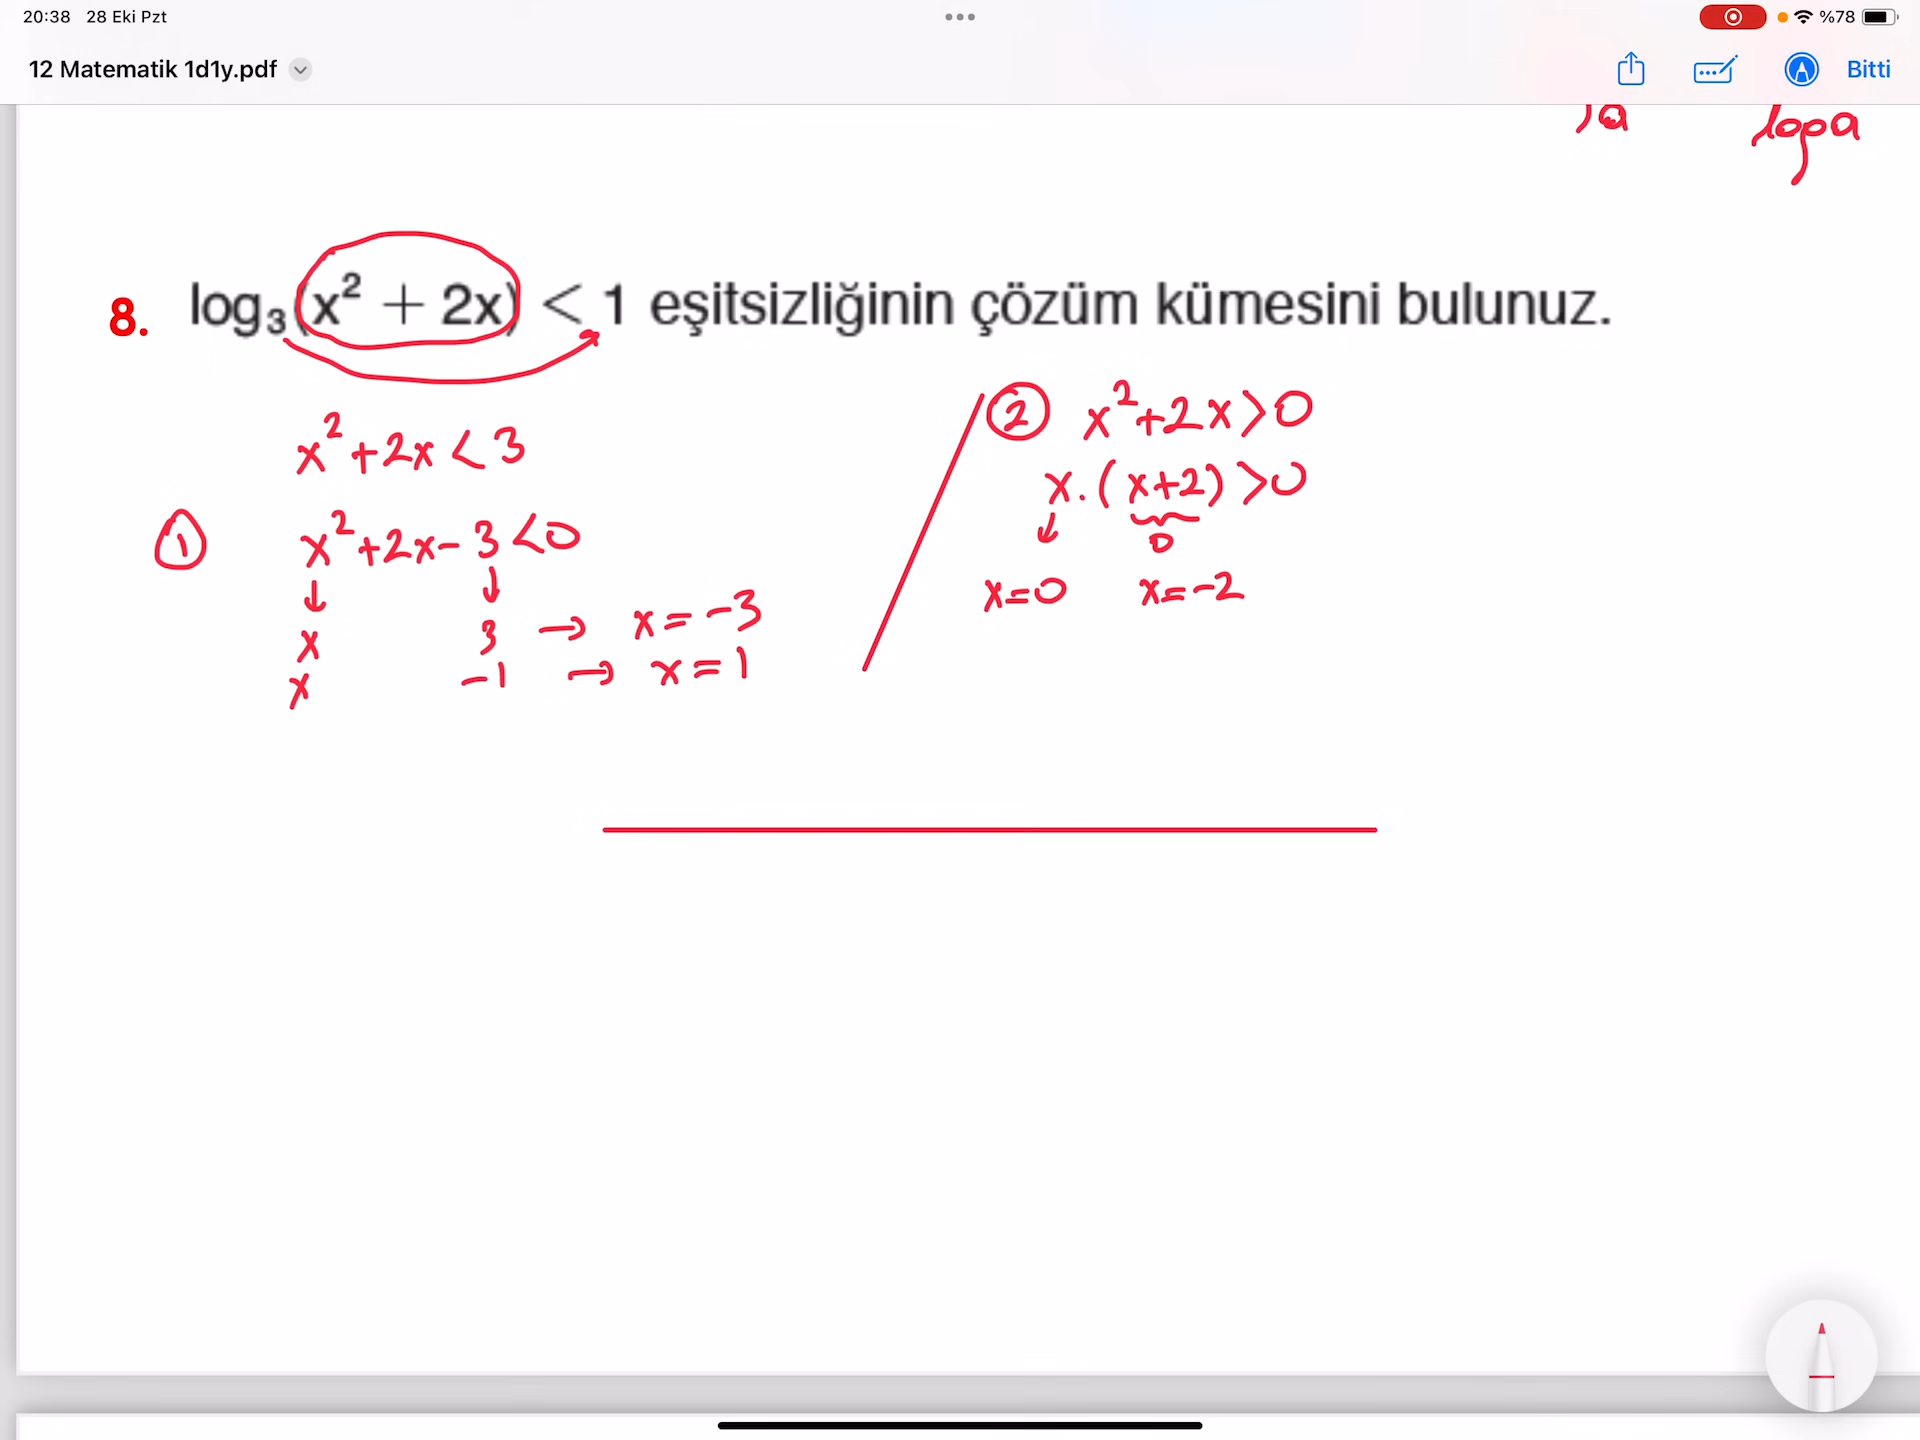 20:38 28 Eki Pzt
%78
12 Matematik 1d1y.pdf
Bitti
loga
8. log₃(x² + 2x) < 1 eşitsizliğinin çözüm kümesini bulunuz.
x²+2x<3
① x²+2x-3<0
x 3 → x=-3
x -1 → x=1
② x²+2x>0
x.(x+2)>0
0
x=0 x=-2